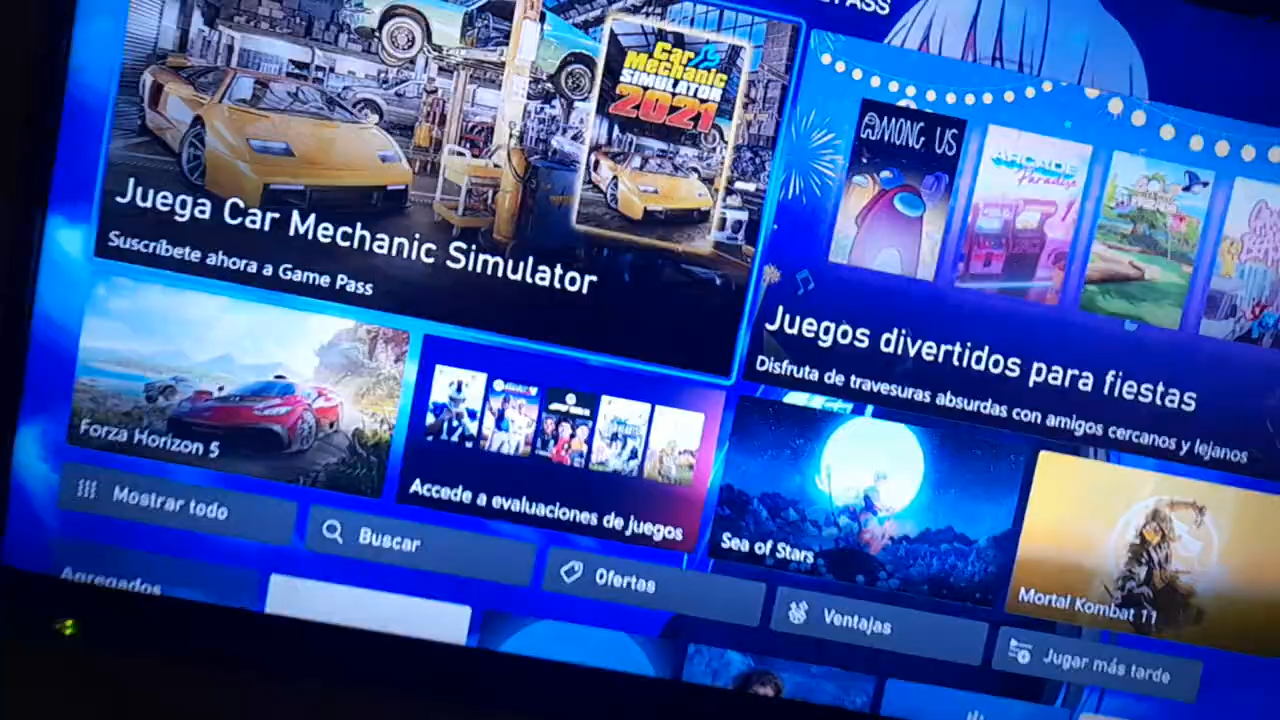 PASS
Car
Mechanic
SIMULATOR
2021
Juega Car Mechanic Simulator
Suscríbete ahora a Game Pass
AMONG US
ARCADE
Paradise
Juegos divertidos para fiestas
Disfruta de travesuras absurdas con amigos cercanos y lejanos
Forza Horizon 5
Accede a evaluaciones de juegos
Sea of Stars
Mortal Kombat 11
Mostrar todo
Buscar
Ofertas
Ventajas
Jugar más tarde
Agregados